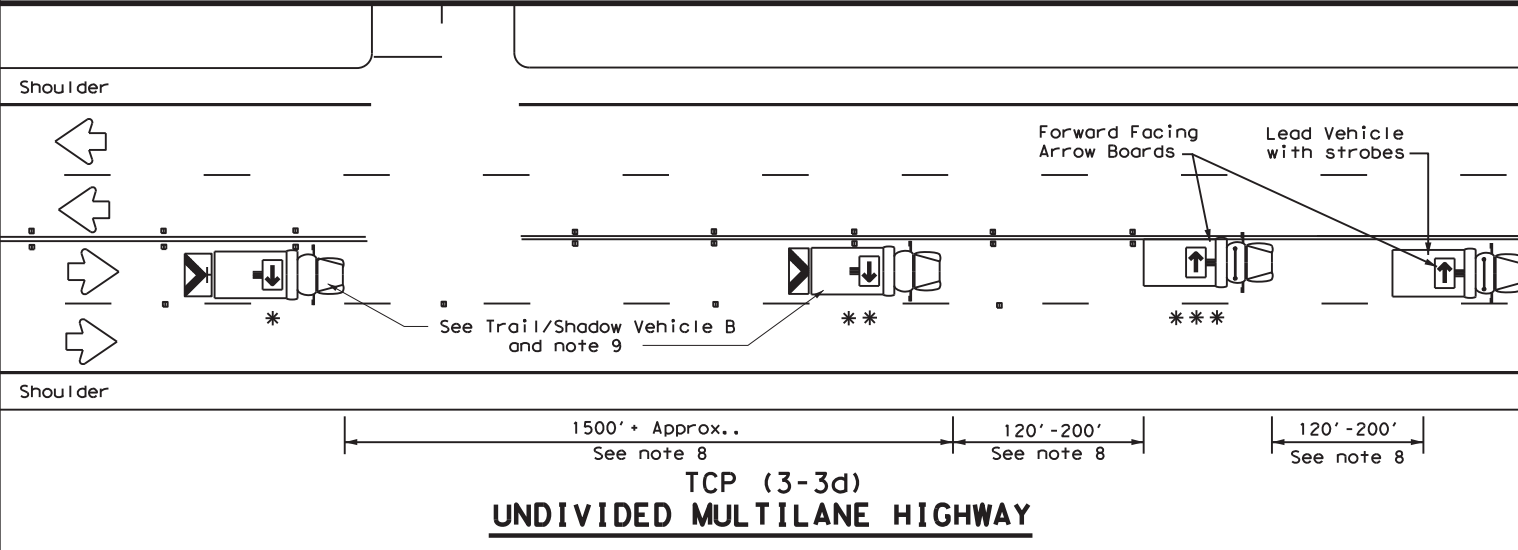 Shoulder
Forward Facing
Arrow Boards
Lead Vehicle
with strobes
See Trail/Shadow Vehicle B
and note 9
*
**
***
Shoulder
1500'+ Approx..
See note 8
120'-200'
See note 8
120'-200'
See note 8
TCP (3-3d)
UNDIVIDED MULTILANE HIGHWAY